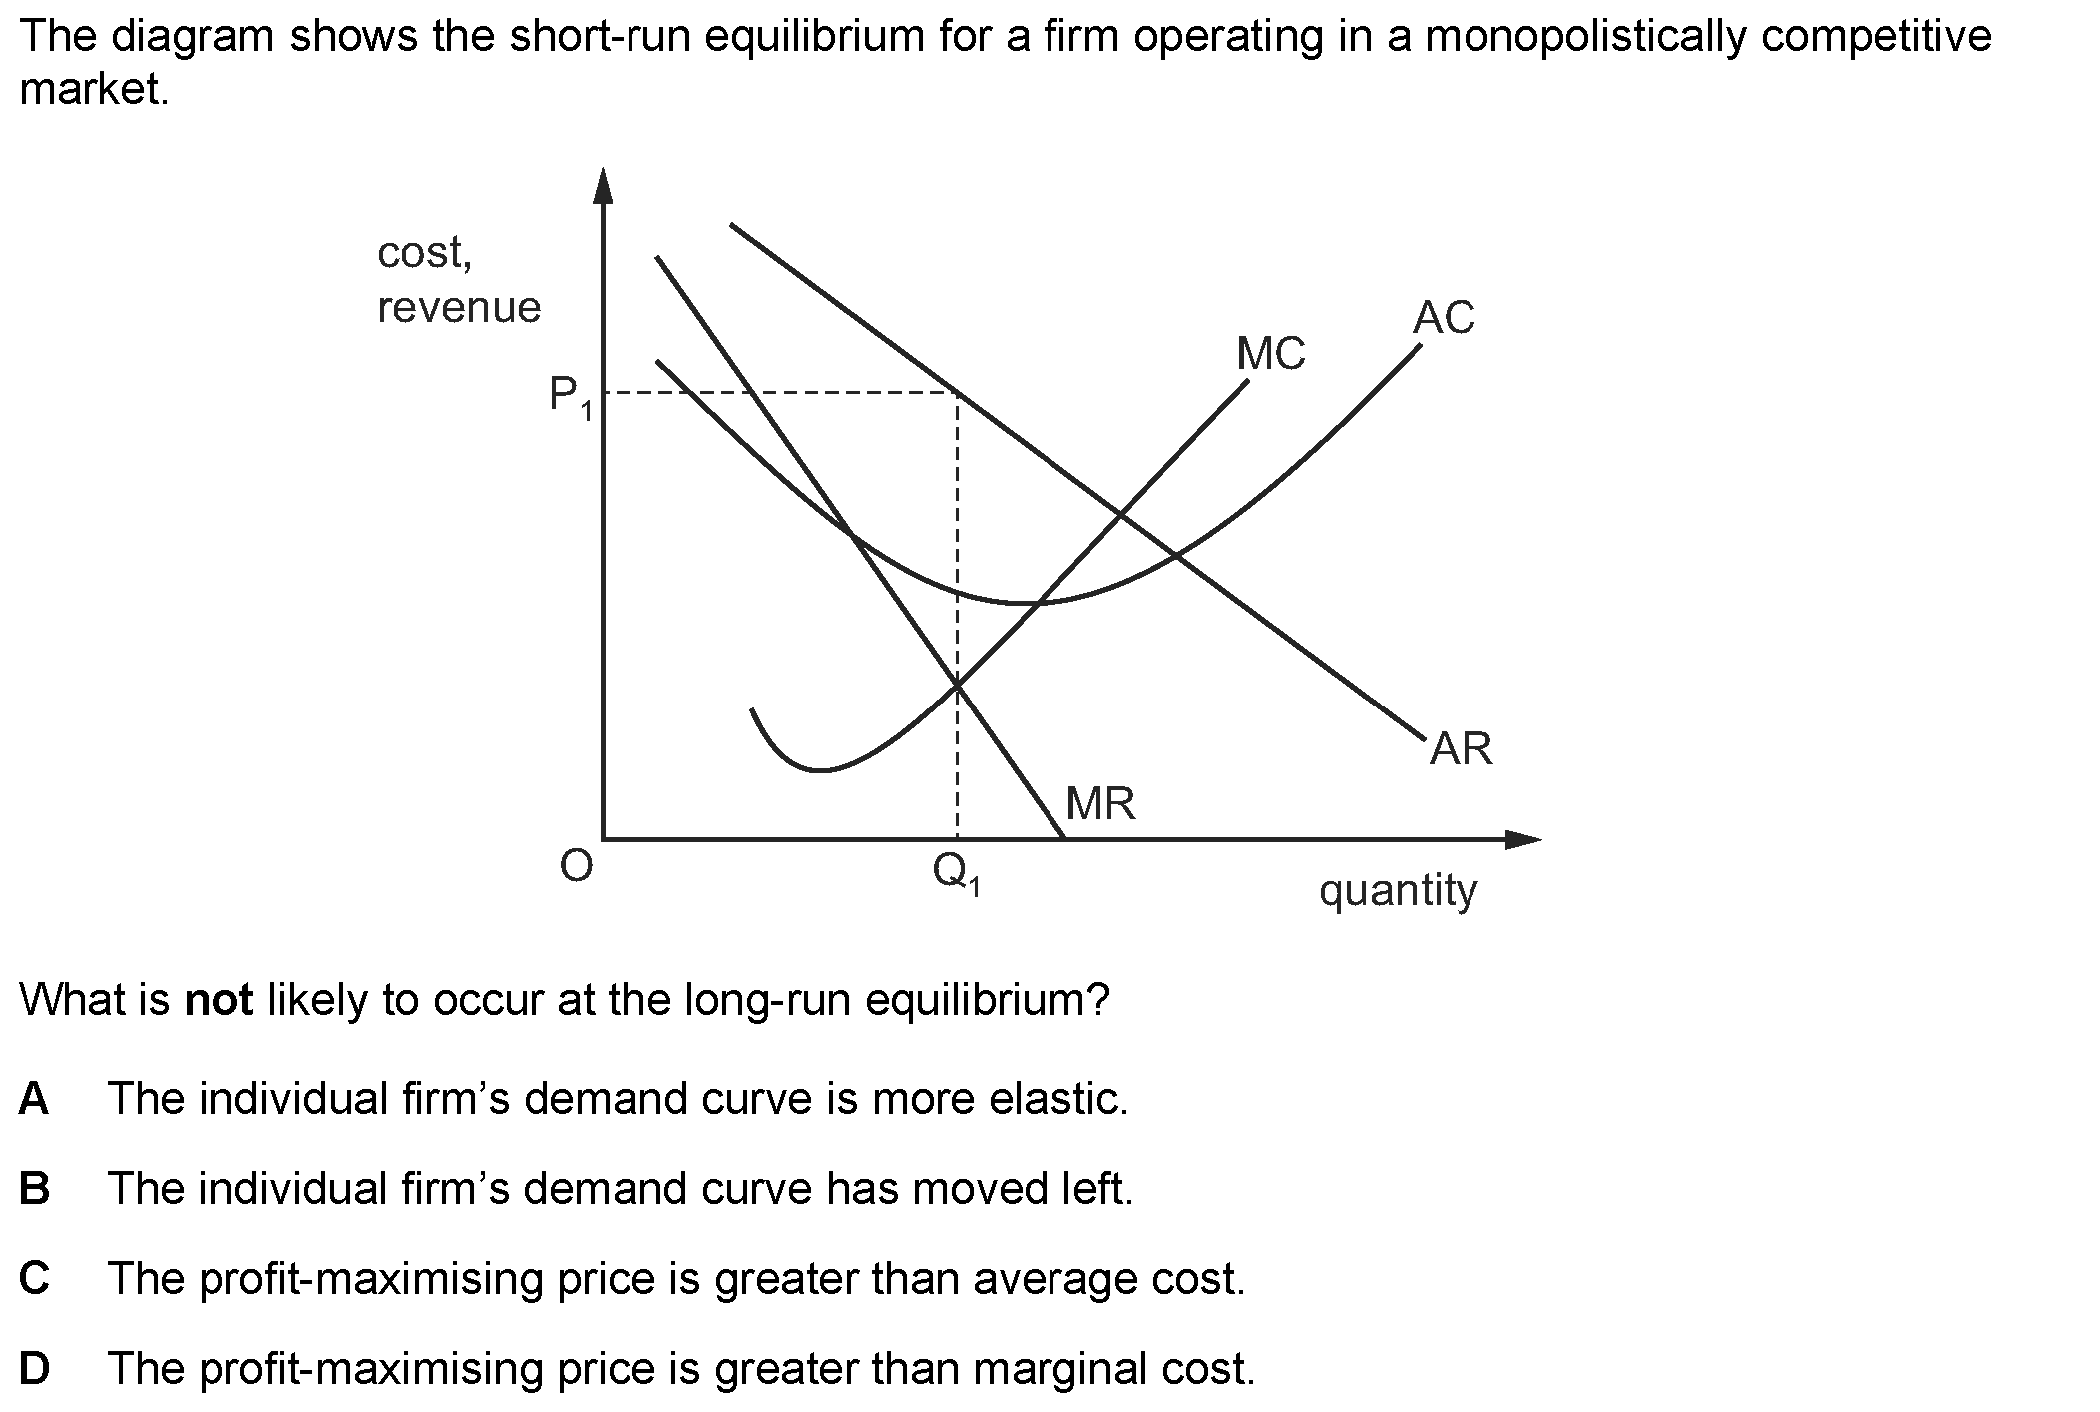 The diagram shows the short-run equilibrium for a firm operating in a monopolistically competitive
market.
cost,
revenue
P1
MC
AC
AR
MR
O
Q1
quantity
What is not likely to occur at the long-run equilibrium?
A The individual firm’s demand curve is more elastic.
B The individual firm’s demand curve has moved left.
C The profit-maximising price is greater than average cost.
D The profit-maximising price is greater than marginal cost.